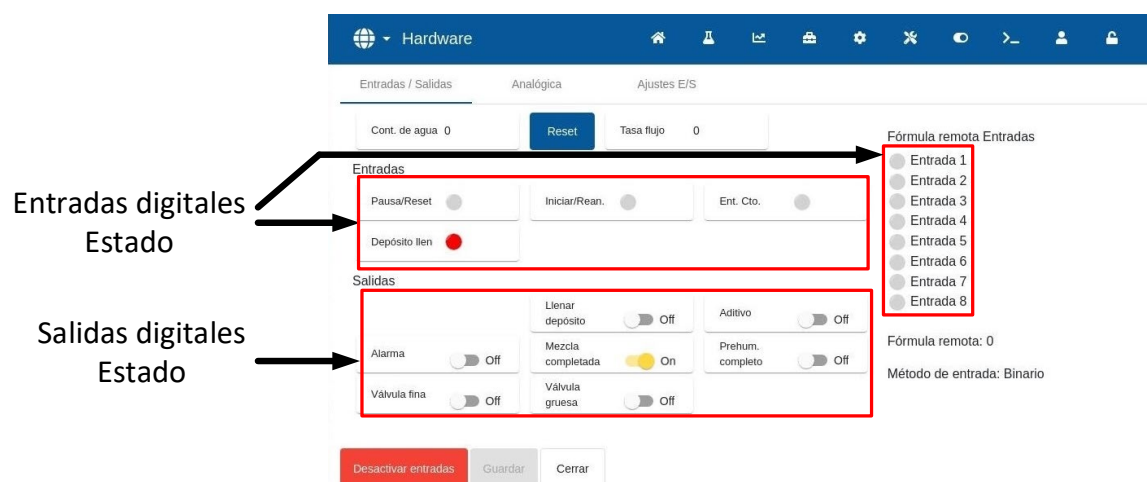 Hardware
Entradas / Salidas
Analógica
Ajustes E/S
Cont. de agua 0
Reset
Tasa flujo 0
Entradas
Pausa/Reset
Iniciar/Rean.
Ent. Cto.
Depósito llen
Salidas
Llenar
depósito
Off
Aditivo
Off
Alarma
Off
Mezcla
completada
On
Prehum.
completo
Off
Válvula fina
Off
Válvula
gruesa
Off
Fórmula remota Entradas
Entrada 1
Entrada 2
Entrada 3
Entrada 4
Entrada 5
Entrada 6
Entrada 7
Entrada 8
Fórmula remota: 0
Método de entrada: Binario
Desactivar entradas
Guardar
Cerrar
Entradas digitales
Estado
Salidas digitales
Estado